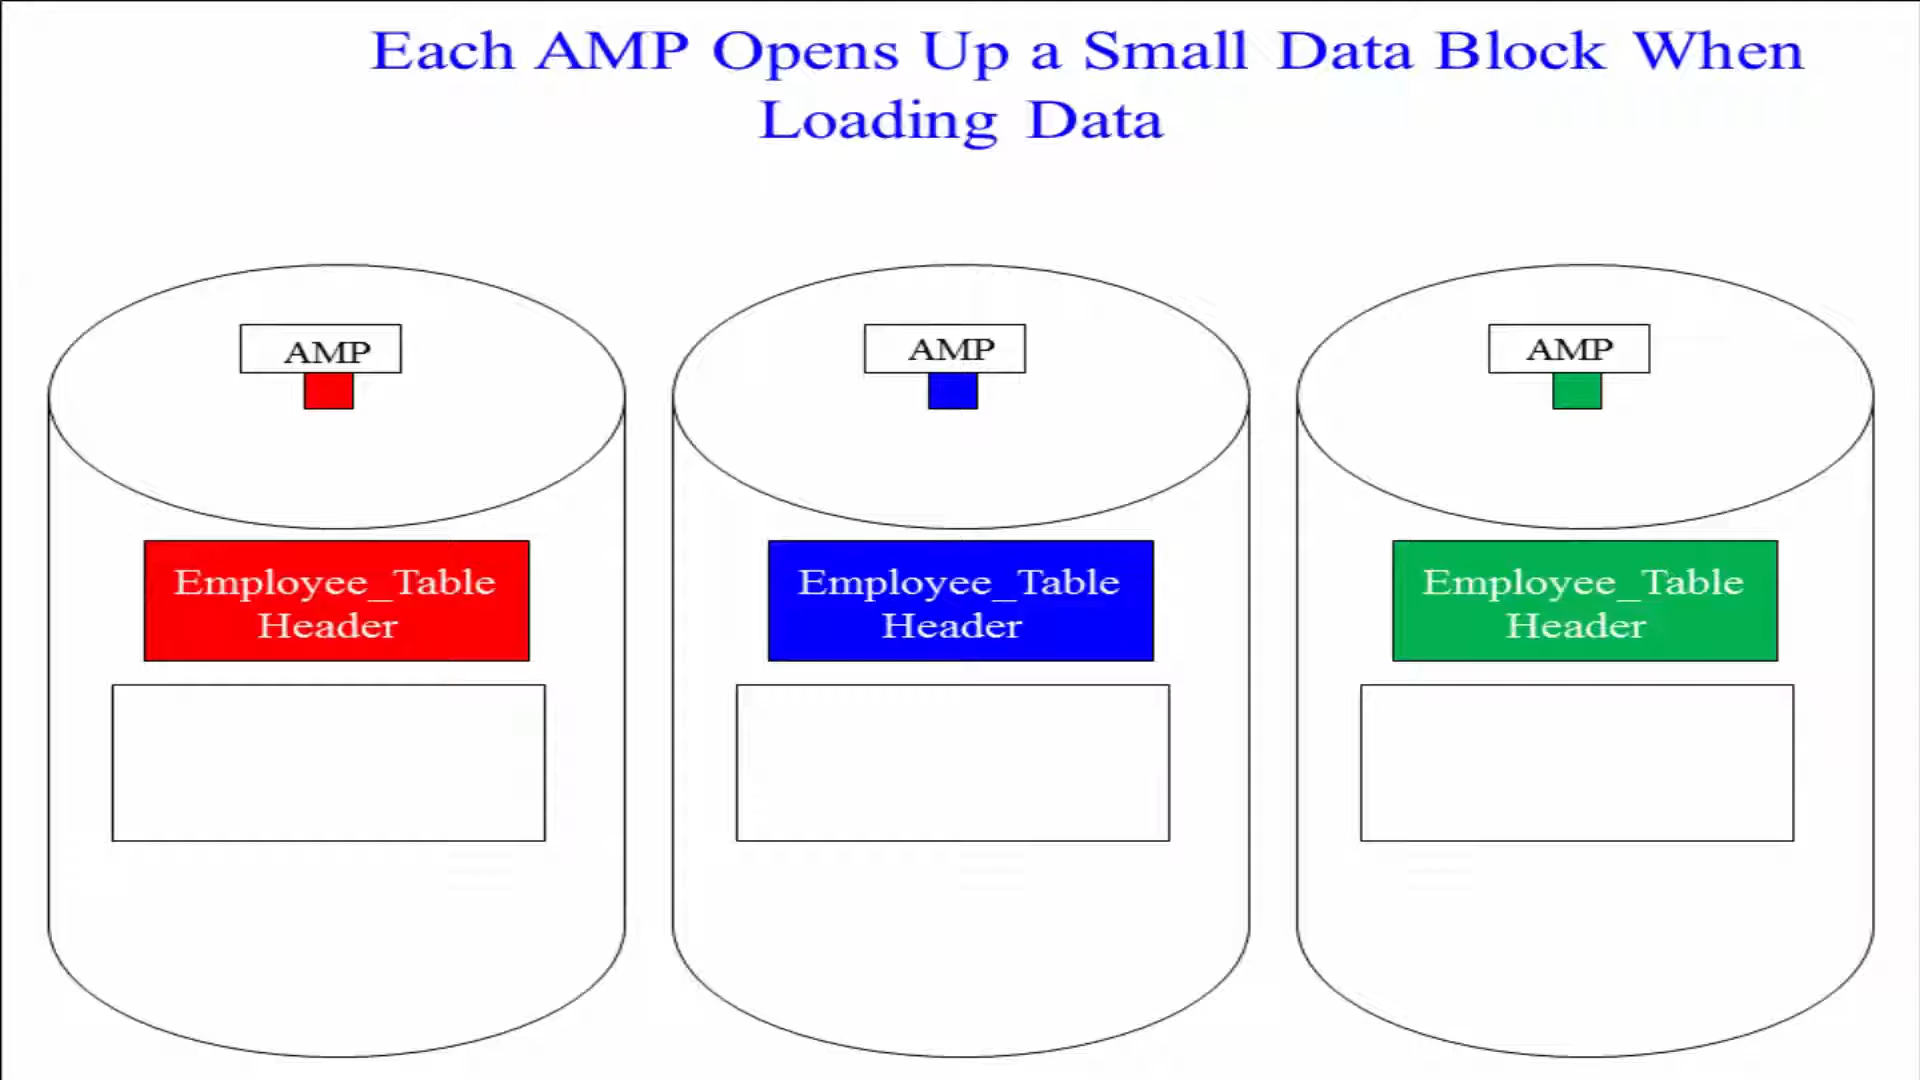 Each AMP Opens Up a Small Data Block When
Loading Data
AMP
AMP
AMP
Employee_Table
Header
Employee_Table
Header
Employee_Table
Header